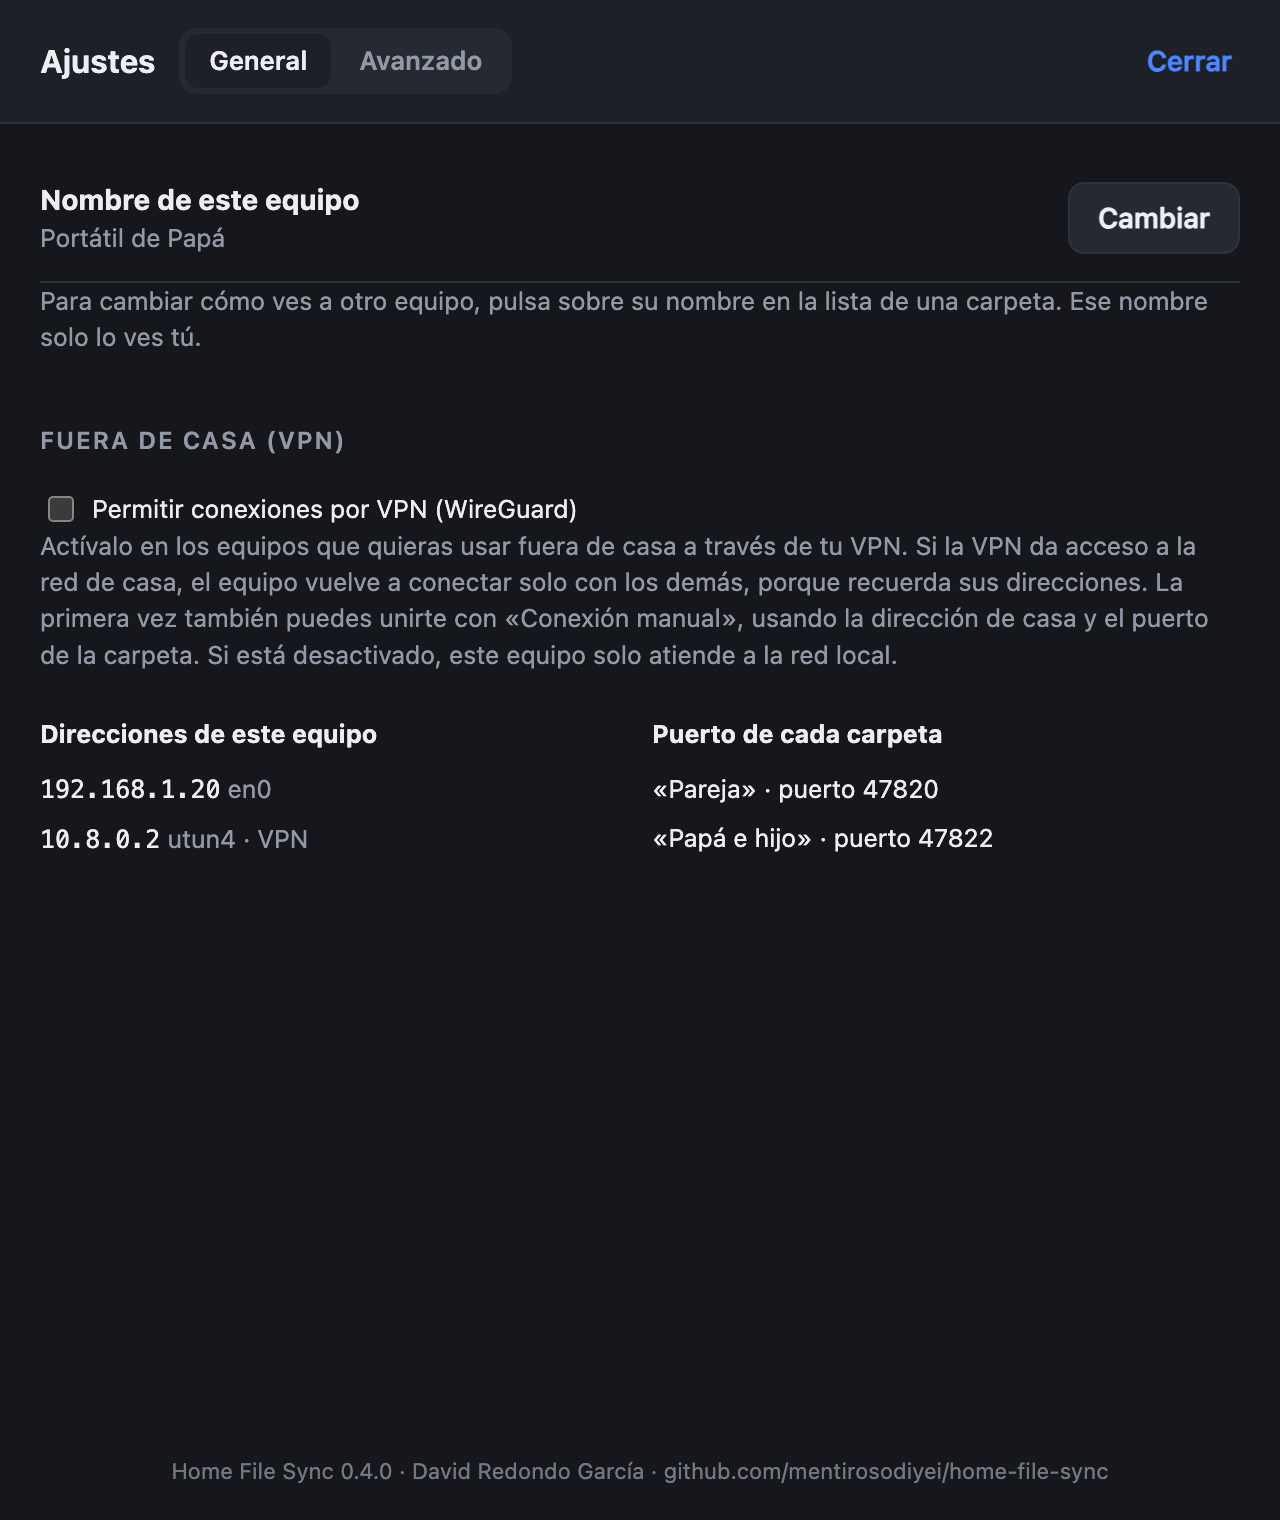 Ajustes
General
Avanzado
Cerrar
Nombre de este equipo
Portátil de Papá
Cambiar
Para cambiar cómo ves a otro equipo, pulsa sobre su nombre en la lista de una carpeta. Ese nombre
solo lo ves tú.
FUERA DE CASA (VPN)
Permitir conexiones por VPN (WireGuard)
Actívalo en los equipos que quieras usar fuera de casa a través de tu VPN. Si la VPN da acceso a la
red de casa, el equipo vuelve a conectar solo con los demás, porque recuerda sus direcciones. La
primera vez también puedes unirte con «Conexión manual», usando la dirección de casa y el puerto
de la carpeta. Si está desactivado, este equipo solo atiende a la red local.
Direcciones de este equipo
192.168.1.20 en0
10.8.0.2 utun4 · VPN
Puerto de cada carpeta
«Pareja» · puerto 47820
«Papá e hijo» · puerto 47822
Home File Sync 0.4.0 · David Redondo García · github.com/mentirosodiyei/home-file-sync